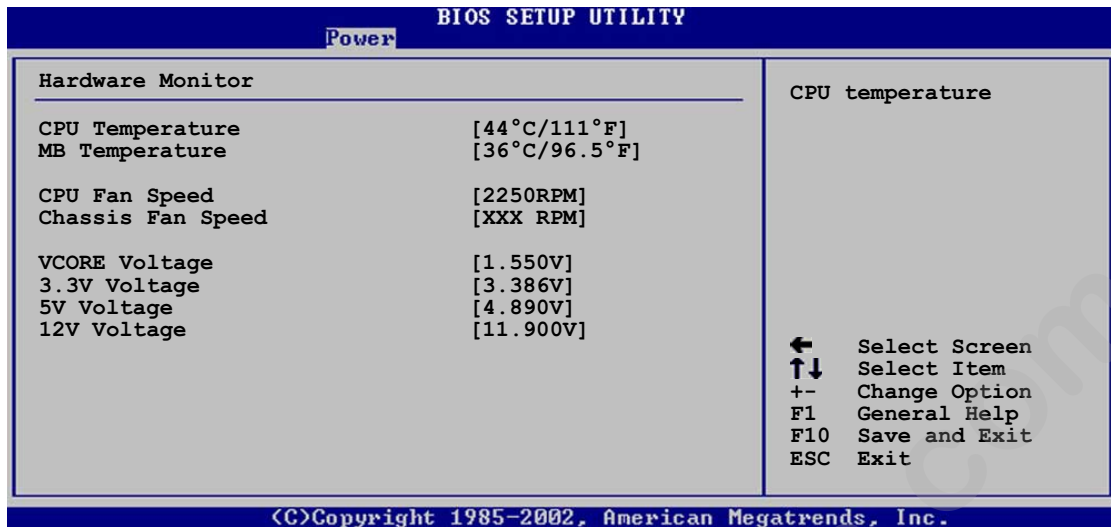 BIOS SETUP UTILITY
Power
Hardware Monitor
CPU Temperature [44°C/111°F]
MB Temperature [36°C/96.5°F]
CPU Fan Speed [2250RPM]
Chassis Fan Speed [XXX RPM]
VCORE Voltage [1.550V]
3.3V Voltage [3.386V]
5V Voltage [4.890V]
12V Voltage [11.900V]
CPU temperature
← Select Screen
↑↓ Select Item
+- Change Option
F1 General Help
F10 Save and Exit
ESC Exit
(C)Copyright 1985-2002, American Megatrends, Inc.
com